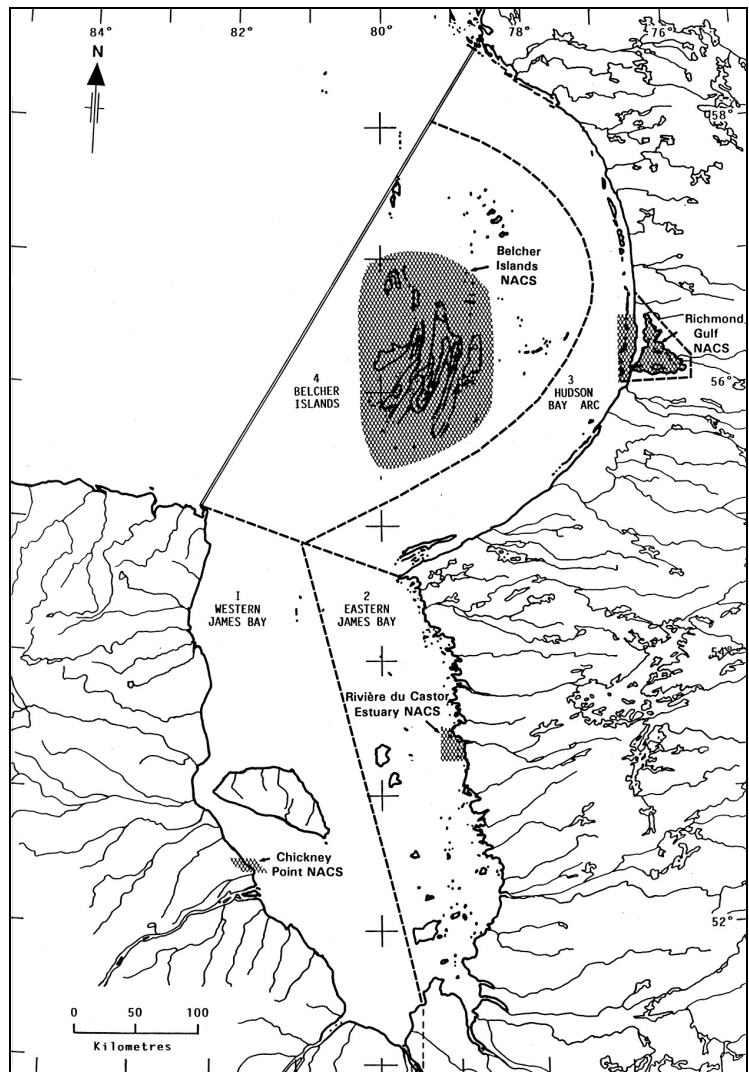 84°
82°
80°
78°
76°
N
58°
Belcher
Islands
NACS
Richmond
Gulf
NACS
56°
4
BELCHER
ISLANDS
3
HUDSON
BAY ARC
1
WESTERN
JAMES BAY
2
EASTERN
JAMES BAY
54°
Rivière du Castor
Estuary NACS
Chickney
Point NACS
52°
0 50 100
Kilometres